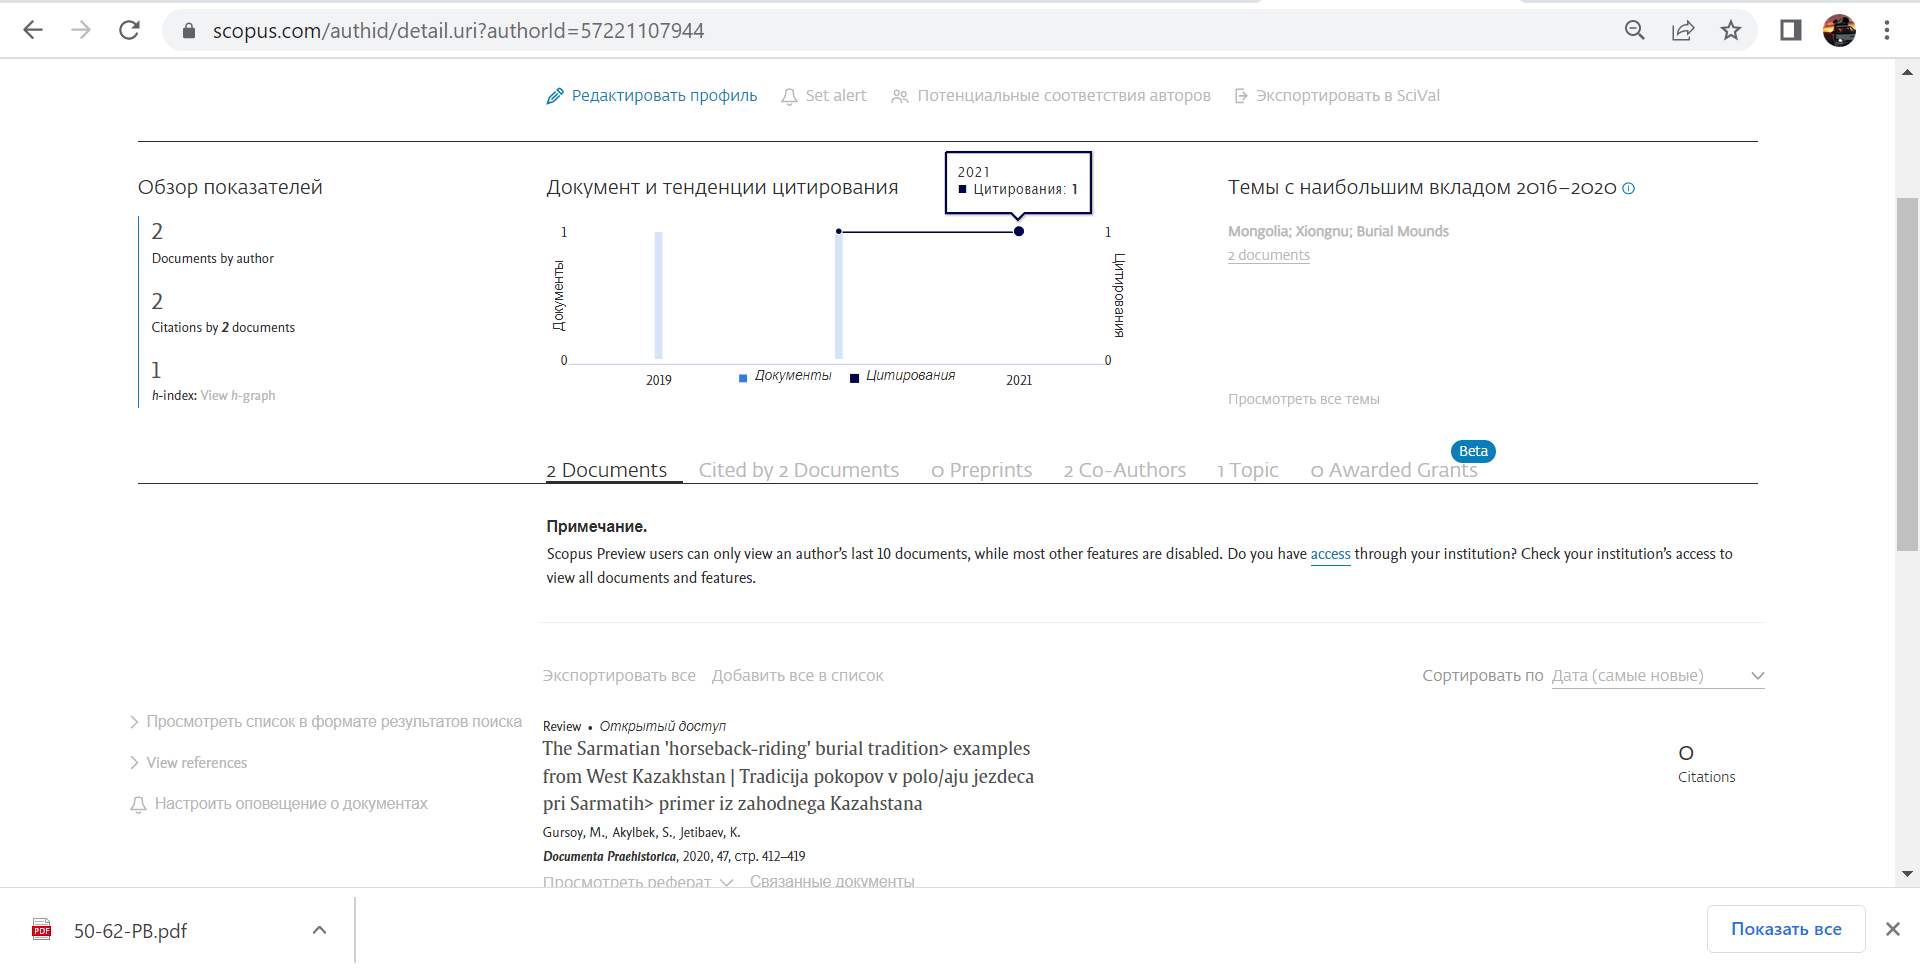 scopus.com/authid/detail.uri?authorId=57221107944
Редактировать профиль Set alert Потенциальные соответствия авторов Экспортировать в SciVal
Обзор показателей
2
Documents by author
2
Citations by 2 documents
1
h-index: View h-graph
Документ и тенденции цитирования
2021
Цитирования: 1
1
0
Документы
1
0
Цитирования
2019
2021
Документы Цитирования
Темы с наибольшим вкладом 2016–2020
Mongolia; Xiongnu; Burial Mounds
2 documents
Просмотреть все темы
Beta
2 Documents Cited by 2 Documents 0 Preprints 2 Co-Authors 1 Topic 0 Awarded Grants
Примечание.
Scopus Preview users can only view an author's last 10 documents, while most other features are disabled. Do you have access through your institution? Check your institution's access to
view all documents and features.
Экспортировать все Добавить все в список
Сортировать по Дата (самые новые)
Просмотреть список в формате результатов поиска
View references
Настроить оповещение о документах
Review • Открытый доступ
The Sarmatian 'horseback-riding' burial tradition> examples
from West Kazakhstan | Tradicija pokopov v polo/aju jezdeca
pri Sarmatih> primer iz zahodnega Kazahstana
Gursoy, M., Akylbek, S., Jetibaev, K.
Documenta Praehistorica, 2020, 47, стр. 412–419
Просмотреть реферат Связанные документы
0
Citations
PDF
50-62-PB.pdf
Показать все